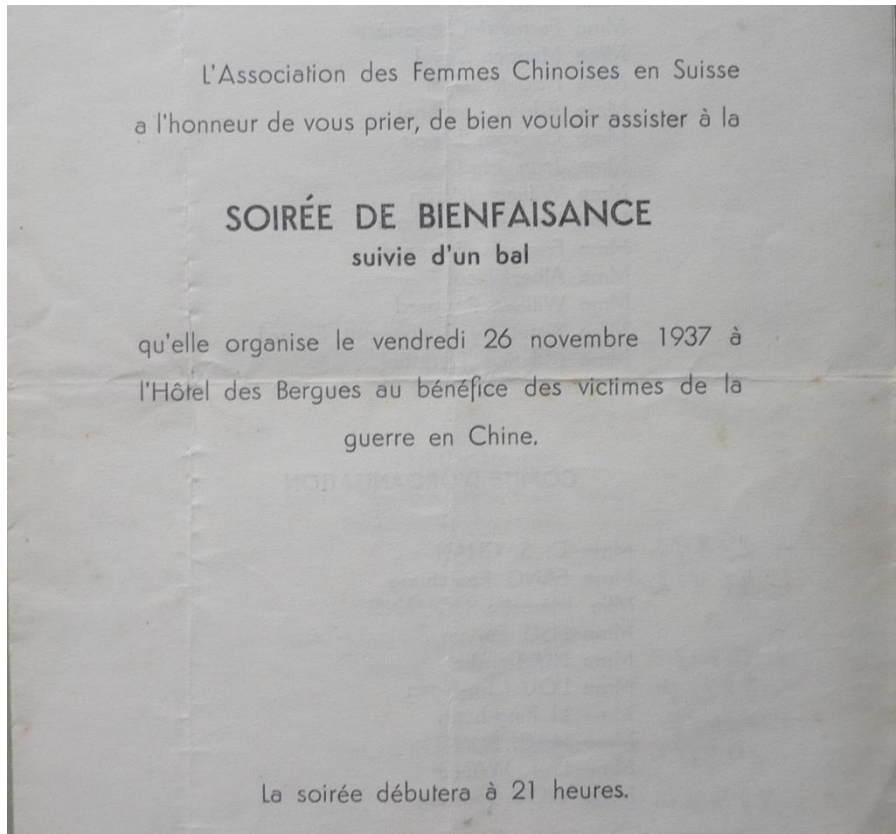 L'Association des Femmes Chinoises en Suisse
a l'honneur de vous prier, de bien vouloir assister à la
SOIRÉE DE BIENFAISANCE
suivie d'un bal
qu'elle organise le vendredi 26 novembre 1937 à
l'Hôtel des Bergues au bénéfice des victimes de la
guerre en Chine.
COMITÉ D'ORGANISATION
La soirée débutera à 21 heures.